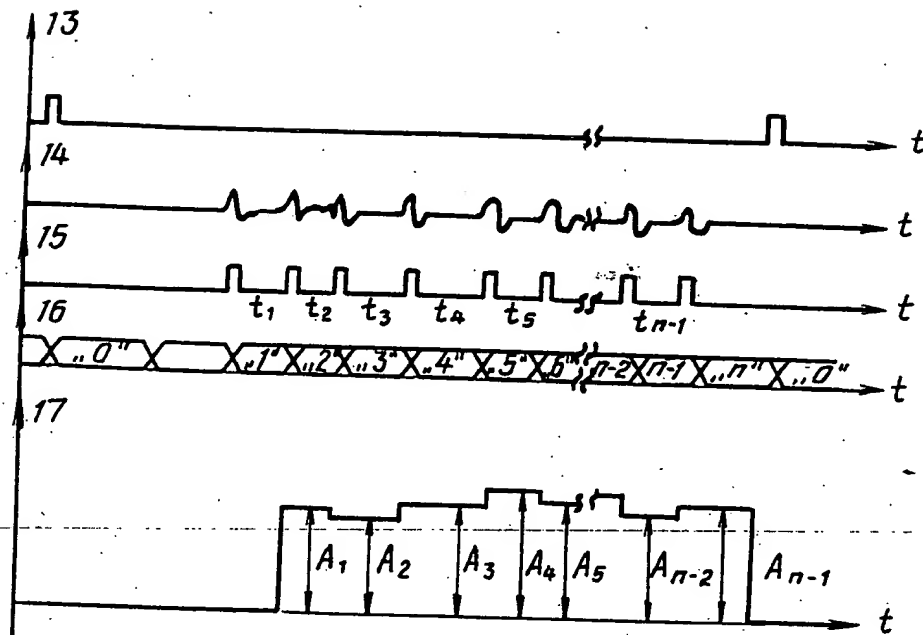 13
t
14
t
15
t₁ t₂ t₃ t₄ t₅ tₙ₋₁
t
16
„0" „1" „2" „3" „4" „5" „6" n-2 n-1 „n" „0"
t
17
A₁ A₂ A₃ A₄ A₅ Aₙ₋₂ Aₙ₋₁
t